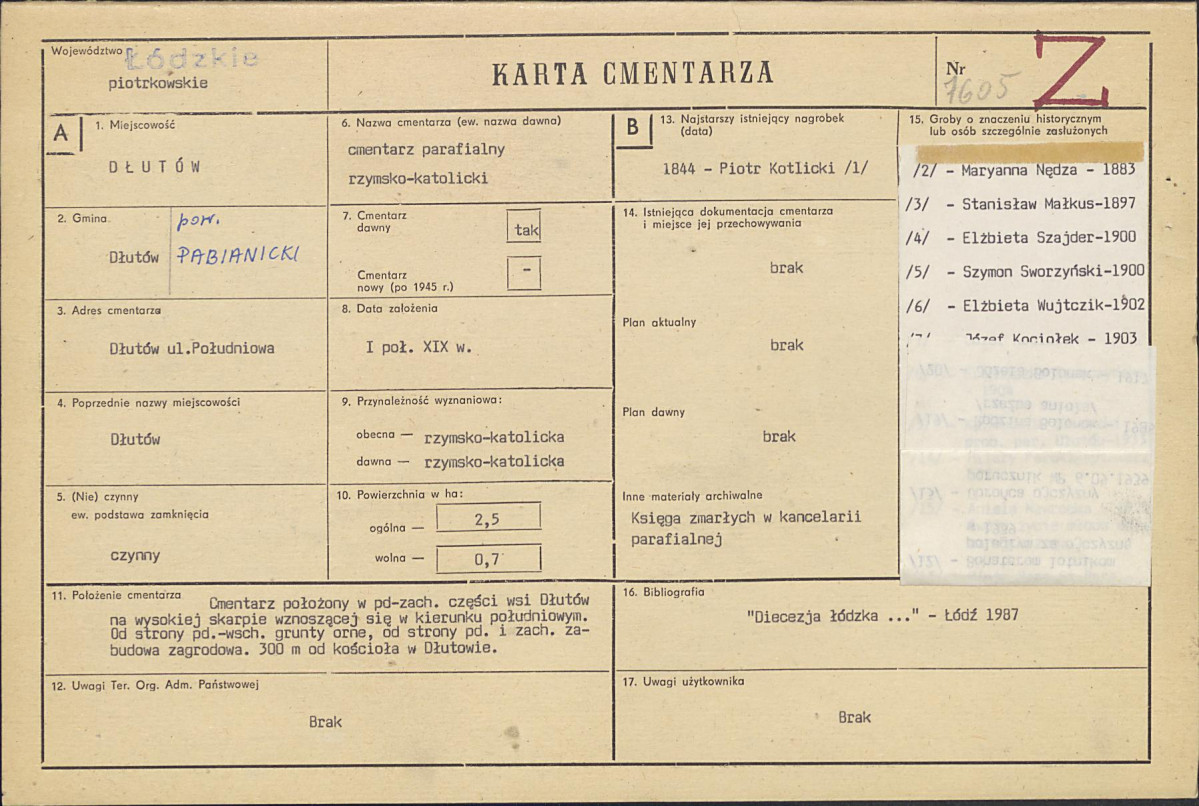 Województwo Łódzkie
piotrkowskie
KARTA CMENTARZA
Nr
1605
Z
A
1. Miejscowość
DŁUTÓW
2. Gmina
Dłutów
pow.
PABIANICKI
3. Adres cmentarza
Dłutów ul.Południowa
4. Poprzednie nazwy miejscowości
Dłutów
5. (Nie) czynny
ew. podstawa zamknięcia
czynny
6. Nazwa cmentarza (ew. nazwa dawna)
cmentarz parafialny
rzymsko-katolicki
7. Cmentarz
dawny
tak
Cmentarz
nowy (po 1945 r.)
-
8. Data założenia
I poł. XIX w.
9. Przynależność wyznaniowa:
obecna — rzymsko-katolicka
dawna — rzymsko-katolicka
10. Powierzchnia w ha:
ogólna — 2,5
wolna — 0,7
11. Położenie cmentarza
Cmentarz położony w pd-zach. części wsi Dłutów
na wysokiej skarpie wznoszącej się w kierunku południowym.
Od strony pd.-wsch. grunty orne, od strony pd. i zach. za-
budowa zagrodowa. 300 m od kościoła w Dłutowie.
12. Uwagi Ter. Org. Adm. Państwowej
Brak
B
13. Najstarszy istniejący nagrobek
(data)
1844 - Piotr Kotlicki /1/
14. Istniejąca dokumentacja cmentarza
i miejsce jej przechowywania
brak
Plan aktualny
brak
Plan dawny
brak
Inne materiały archiwalne
Księga zmarłych w kancelarii
parafialnej
15. Groby o znaczeniu historycznym
lub osób szczególnie zasłużonych
/2/ - Maryanna Nędza - 1883
/3/ - Stanisław Małkus-1897
/4/ - Elżbieta Szajder-1900
/5/ - Szymon Sworzyński-1900
/6/ - Elżbieta Wujtczik-1902
/7/ - Józef Kociołek - 1903
16. Bibliografia
"Diecezja łódzka ..." - Łódź 1987
17. Uwagi użytkownika
Brak